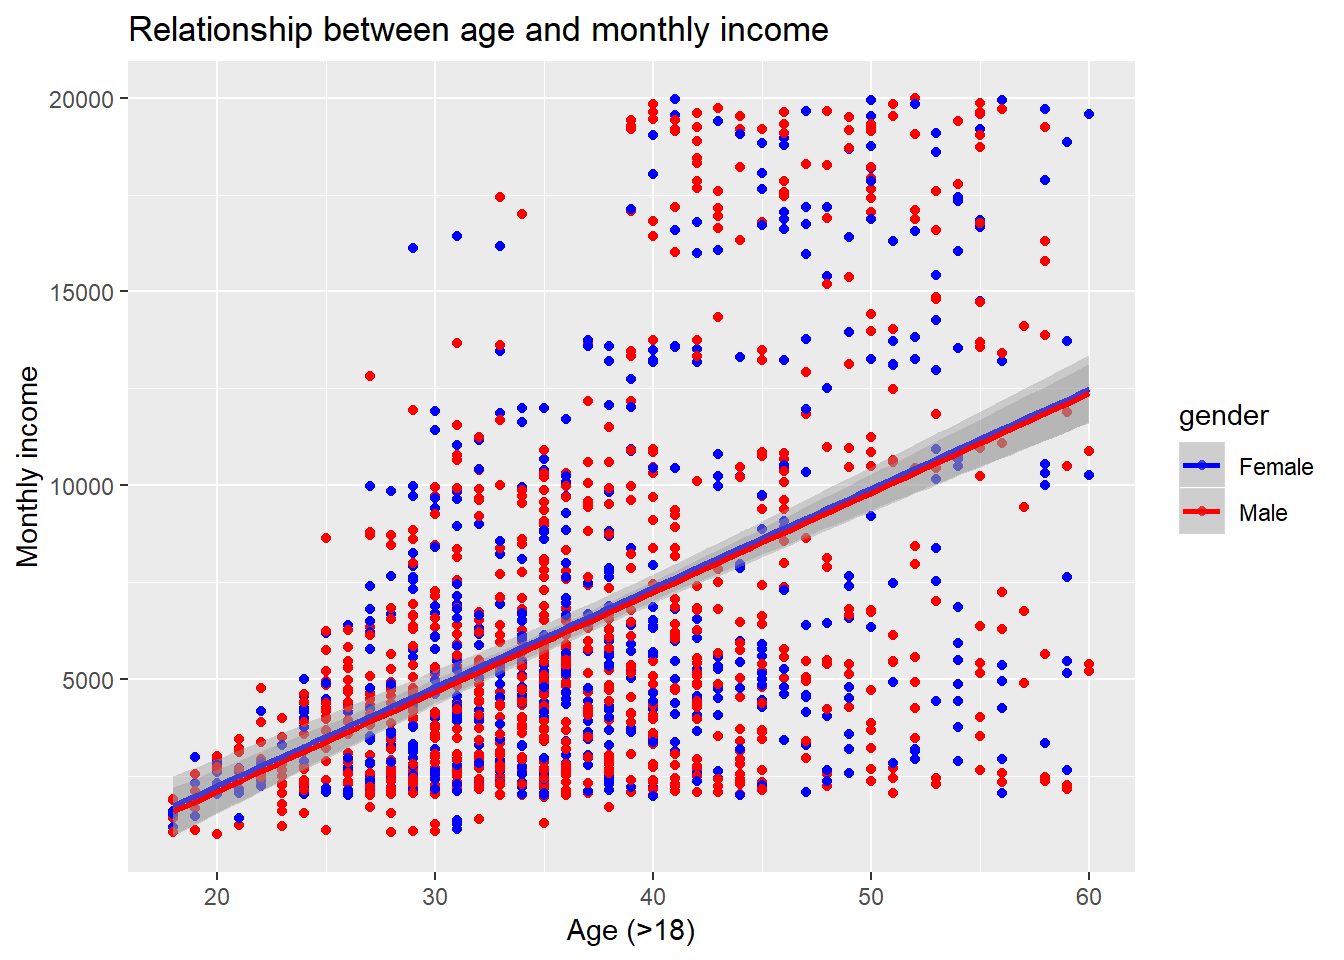 Relationship between age and monthly income
20000
15000
10000
5000
Monthly income
20
30
40
50
60
Age (>18)
gender
Female
Male